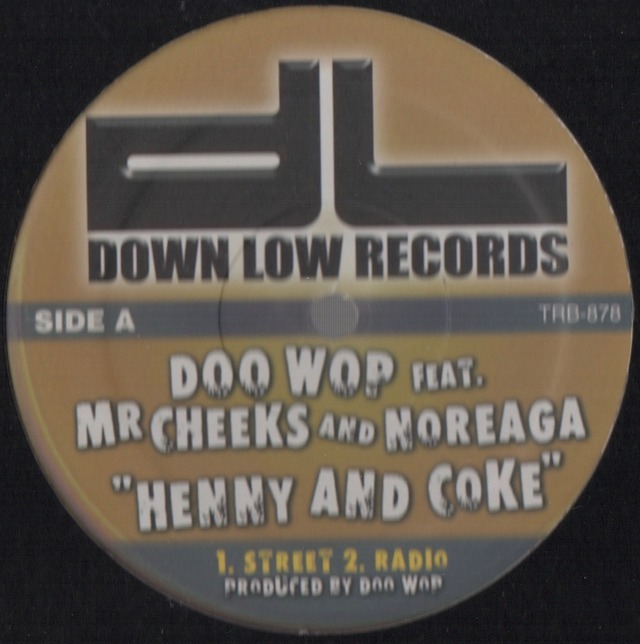 dL
DOWN LOW RECORDS
SIDE A
TRB-878
DOO WOP FEAT.
MR CHEEKS AND NOREAGA
"HENNY AND COKE"
1. STREET 2. RADIO
PRODUCED BY DOO WOP